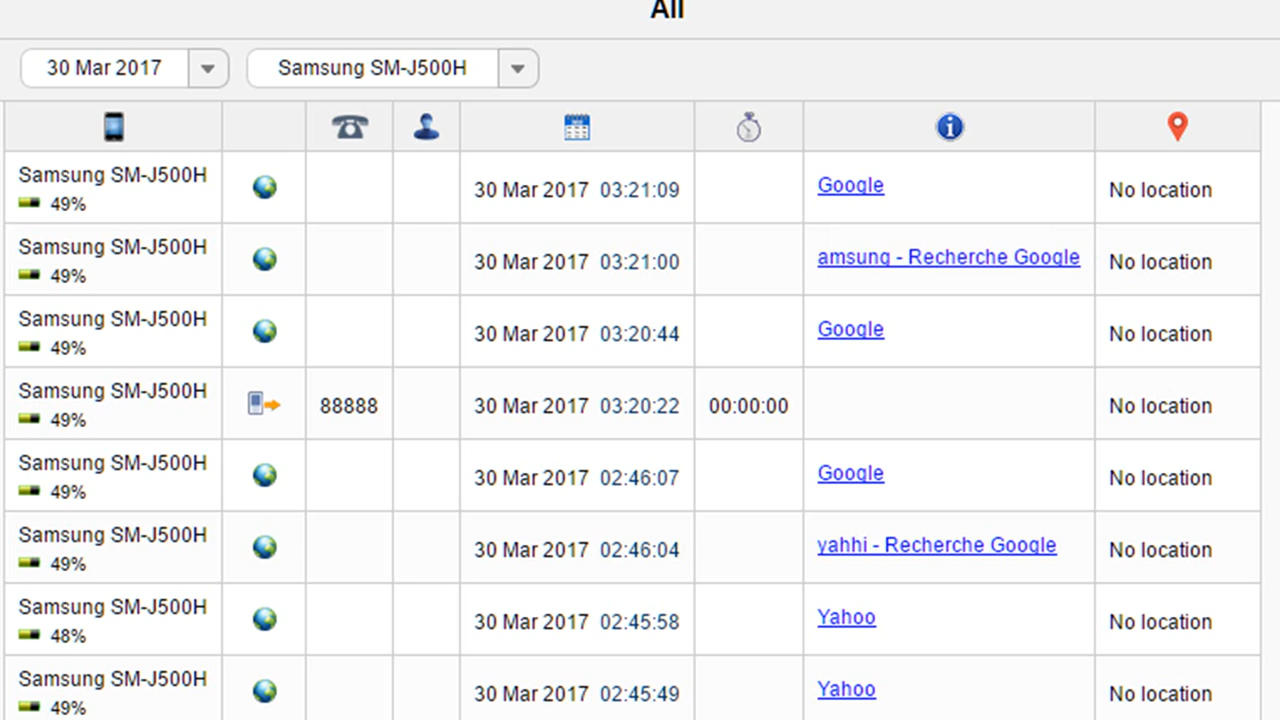 All
30 Mar 2017 Samsung SM-J500H
Samsung SM-J500H
49%
30 Mar 2017 03:21:09
Google
No location
Samsung SM-J500H
49%
30 Mar 2017 03:21:00
amsung - Recherche Google
No location
Samsung SM-J500H
49%
30 Mar 2017 03:20:44
Google
No location
Samsung SM-J500H
49%
88888
30 Mar 2017 03:20:22
00:00:00
No location
Samsung SM-J500H
49%
30 Mar 2017 02:46:07
Google
No location
Samsung SM-J500H
49%
30 Mar 2017 02:46:04
yahhi - Recherche Google
No location
Samsung SM-J500H
48%
30 Mar 2017 02:45:58
Yahoo
No location
Samsung SM-J500H
49%
30 Mar 2017 02:45:49
Yahoo
No location